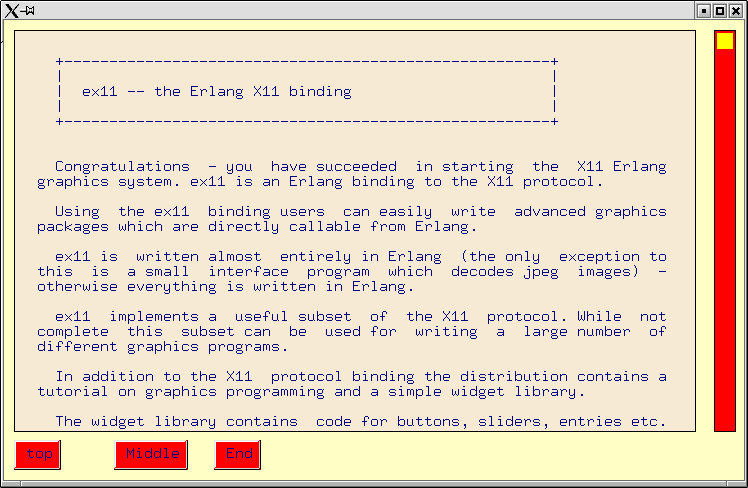 ex11 -- the Erlang X11 binding
Congratulations - you have succeeded in starting the X11 Erlang
graphics system. ex11 is an Erlang binding to the X11 protocol.
Using the ex11 binding users can easily write advanced graphics
packages which are directly callable from Erlang.
ex11 is written almost entirely in Erlang (the only exception to
this is a small interface program which decodes jpeg images) -
otherwise everything is written in Erlang.
ex11 implements a useful subset of the X11 protocol. While not
complete this subset can be used for writing a large number of
different graphics programs.
In addition to the X11 protocol binding the distribution contains a
tutorial on graphics programming and a simple widget library.
The widget library contains code for buttons, sliders, entries etc.
top Middle End